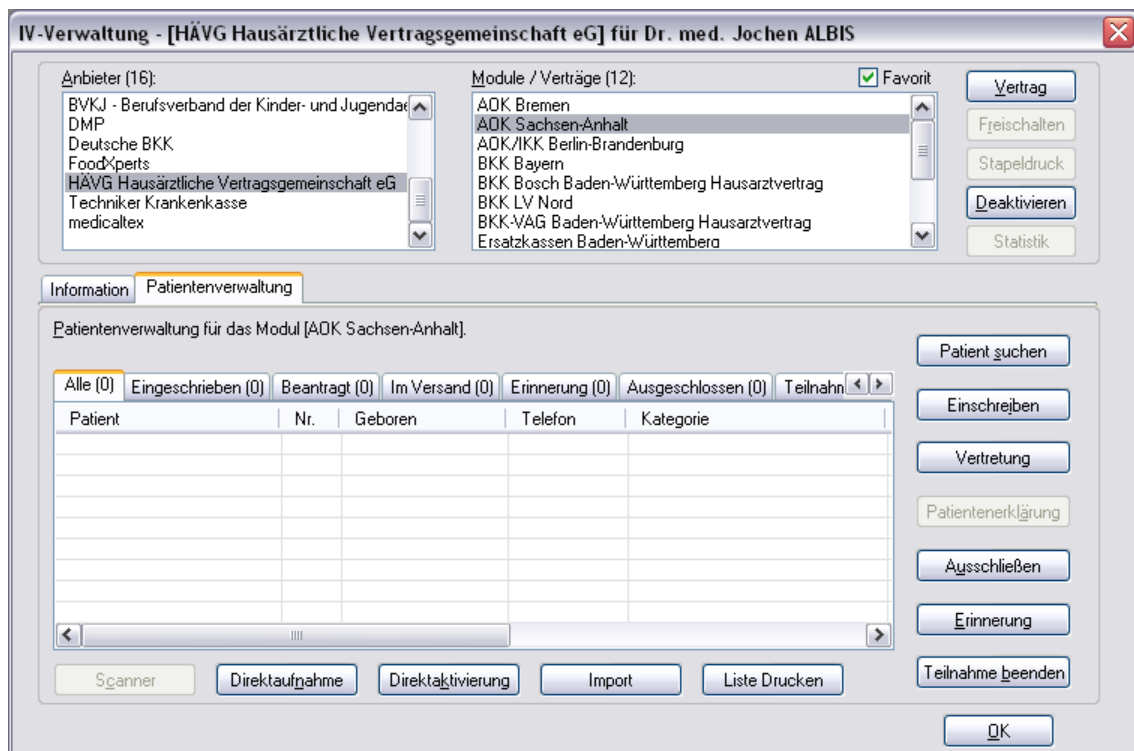 IV-Verwaltung - [HÄVG Hausärztliche Vertragsgemeinschaft eG] für Dr. med. Jochen ALBIS
Anbieter (16):
BVKJ - Berufsverband der Kinder- und Jugendae
DMP
Deutsche BKK
FoodXperts
HÄVG Hausärztliche Vertragsgemeinschaft eG
Techniker Krankenkasse
medicaltex
Module / Verträge (12):
Favorit
AOK Bremen
AOK Sachsen-Anhalt
AOK/IKK Berlin-Brandenburg
BKK Bayern
BKK Bosch Baden-Württemberg Hausarztvertrag
BKK LV Nord
BKK-VAG Baden-Württemberg Hausarztvertrag
Ersatzkassen Baden-Württemberg
Vertrag
Freischalten
Stapeldruck
Deaktivieren
Statistik
Information
Patientenverwaltung
Patientenverwaltung für das Modul [AOK Sachsen-Anhalt].
Alle (0)
Eingeschrieben (0)
Beantragt (0)
Im Versand (0)
Erinnerung (0)
Ausgeschlossen (0)
Teilnahm
Patient
Nr.
Geboren
Telefon
Kategorie
Patient suchen
Einschreiben
Vertretung
Patientenerklärung
Ausschließen
Erinnerung
Teilnahme beenden
Scanner
Direktaufnahme
Direktaktivierung
Import
Liste Drucken
OK